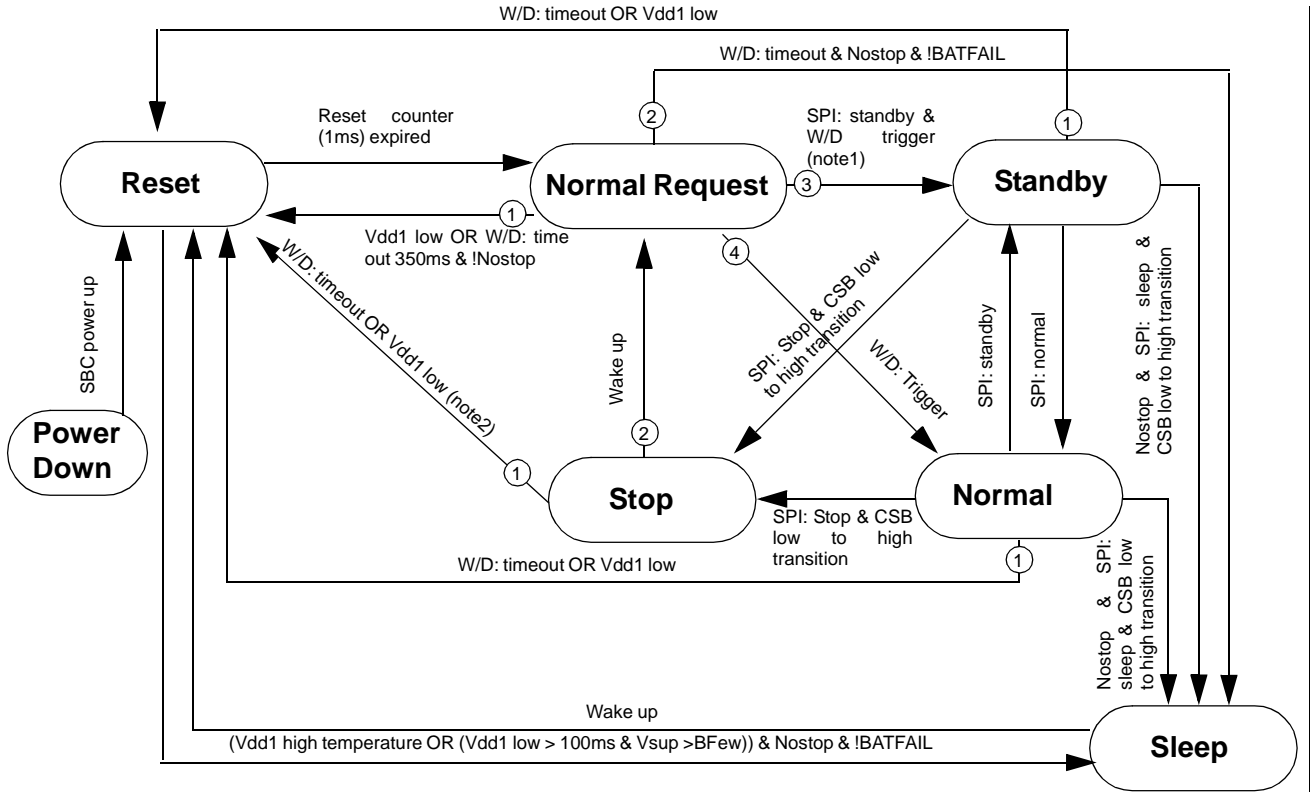 W/D: timeout OR Vdd1 low
W/D: timeout & Nostop & !BATFAIL
2
1
Reset counter
(1ms) expired
SPI: standby &
W/D trigger
(note1)
Reset
Normal Request
3
Standby
1
4
Vdd1 low OR W/D: time
out 350ms & !Nostop
SBC power up
W/D: timeout OR Vdd1 low (note2)
Wake up
SPI: Stop & CSB low
to high transition
W/D: Trigger
SPI: standby
SPI: normal
Nostop & SPI: sleep &
CSB low to high transition
Power
Down
2
1
Stop
Normal
SPI: Stop & CSB
low to high
transition
1
W/D: timeout OR Vdd1 low
Nostop & SPI:
sleep & CSB low
to high transition
Wake up
(Vdd1 high temperature OR (Vdd1 low > 100ms & Vsup >BFew)) & Nostop & !BATFAIL
Sleep